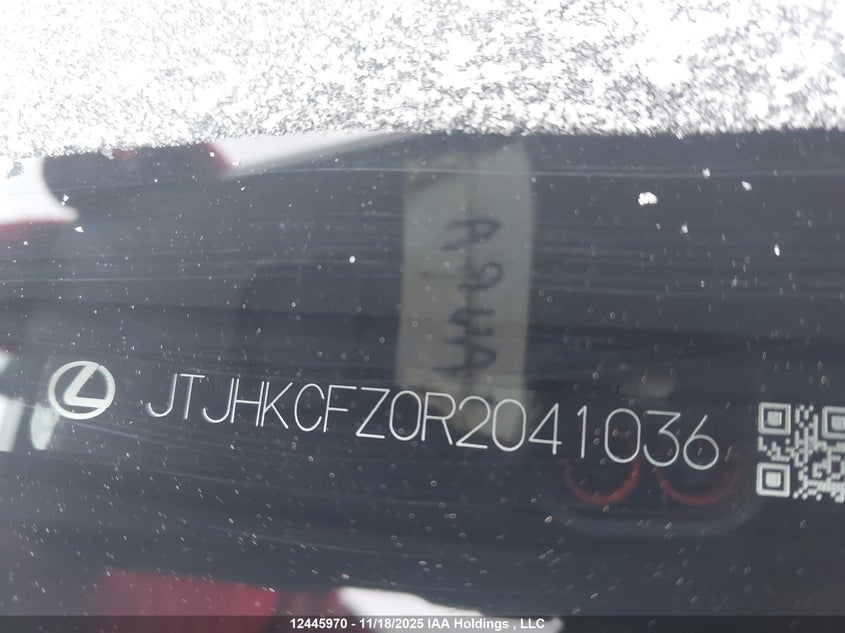 JTJHKCFZ0R2041036
12445970 - 11/18/2025 IAA Holdings , LLC